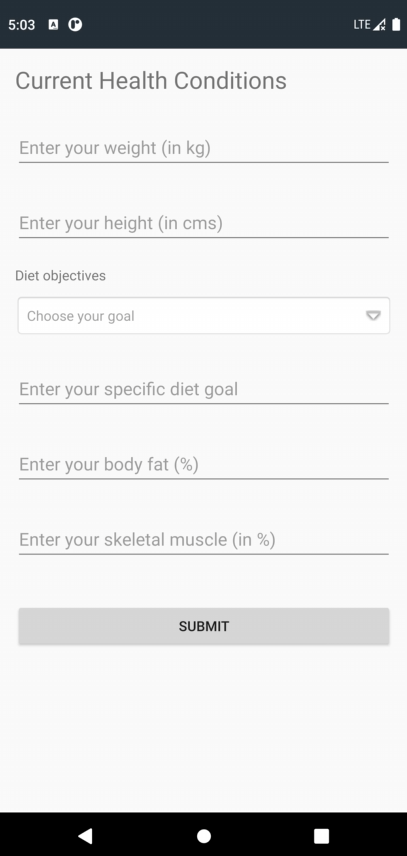 5:03
LTE
Current Health Conditions
Enter your weight (in kg)
Enter your height (in cms)
Diet objectives
Choose your goal
Enter your specific diet goal
Enter your body fat (%)
Enter your skeletal muscle (in %)
SUBMIT